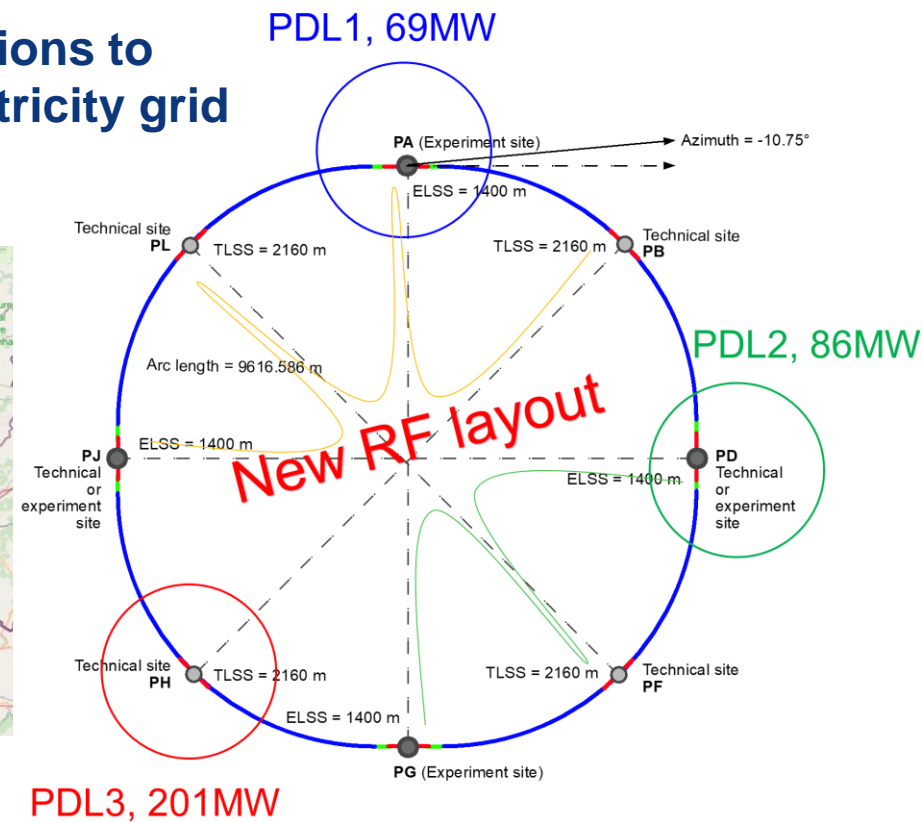 ions to
tricity grid
PDL1, 69MW
PA (Experiment site)
Azimuth = -10.75°
ELSS = 1400 m
Technical site
PL
TLSS = 2160 m
TLSS = 2160 m
Technical site
PB
PDL2, 86MW
Arc length = 9616.586 m
New RF layout
ELSS = 1400 m
PJ
Technical
or
experiment
site
ELSS = 1400 m
PD
Technical
or
experiment
site
Technical site
PH
TLSS = 2160 m
TLSS = 2160 m
Technical site
PF
ELSS = 1400 m
PG (Experiment site)
PDL3, 201MW